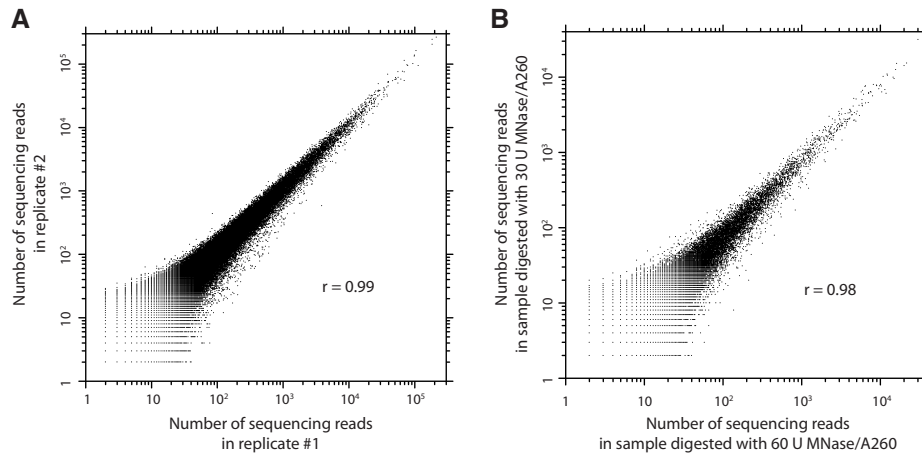 A
Number of sequencing reads
in replicate #2
10⁵
10⁴
10³
10²
10
1
r = 0.99
1 10 10² 10³ 10⁴ 10⁵
Number of sequencing reads
in replicate #1
B
Number of sequencing reads
in sample digested with 30 U MNase/A260
10⁴
10³
10²
10
1
r = 0.98
1 10 10² 10³ 10⁴
Number of sequencing reads
in sample digested with 60 U MNase/A260